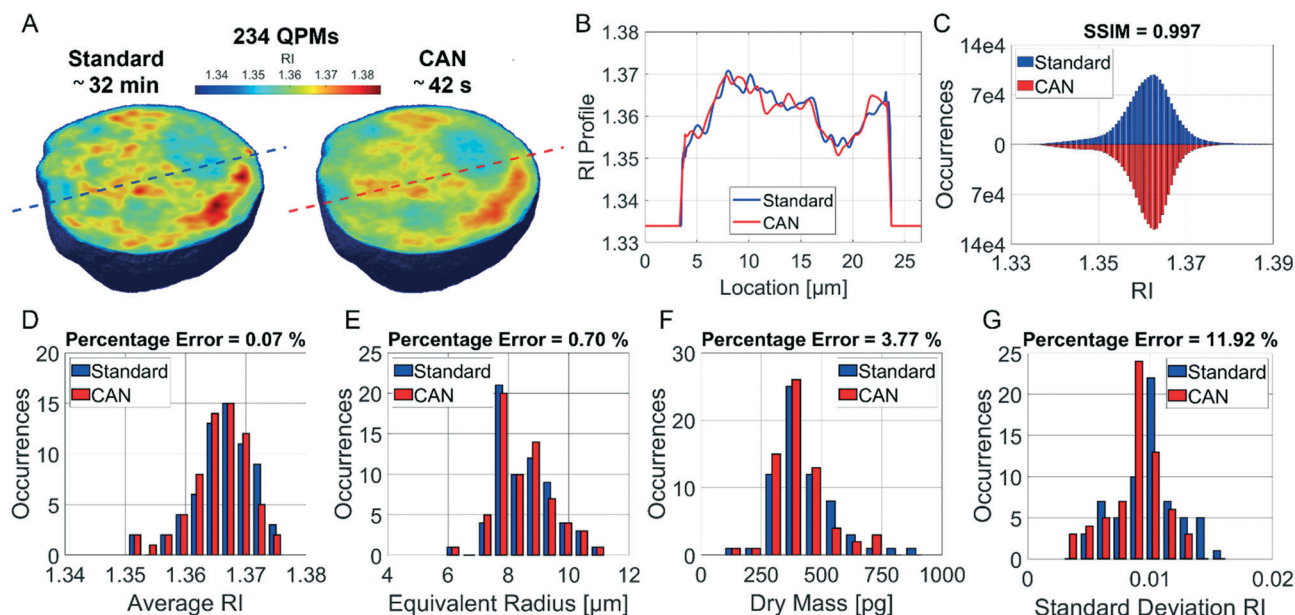 A
234 QPMs
Standard
~ 32 min
RI
1.34 1.35 1.36 1.37 1.38
CAN
~ 42 s
B
1.38
1.37
1.36
1.35
1.34
1.33
RI Profile
Standard
CAN
0 5 10 15 20 25
Location [µm]
C
SSIM = 0.997
14e4
7e4
0
7e4
14e4
Occurrences
Standard
CAN
1.33 1.35 1.37 1.39
RI
D
Percentage Error = 0.07 %
20
15
10
5
0
Occurrences
Standard
CAN
1.34 1.35 1.36 1.37 1.38
Average RI
E
Percentage Error = 0.70 %
25
20
15
10
5
0
Occurrences
Standard
CAN
4 6 8 10 12
Equivalent Radius [µm]
F
Percentage Error = 3.77 %
30
20
10
0
Occurrences
Standard
CAN
0 250 500 750 1000
Dry Mass [pg]
G
Percentage Error = 11.92 %
25
20
15
10
5
0
Occurrences
Standard
CAN
0 0.01 0.02
Standard Deviation RI